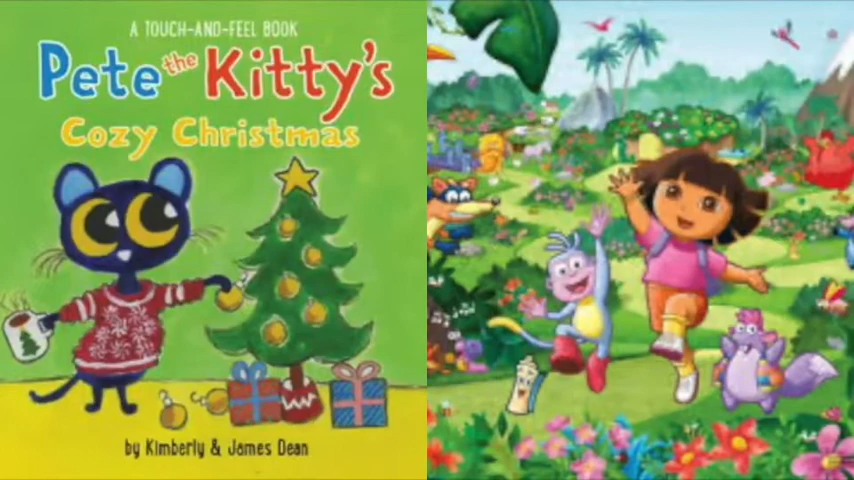 A TOUCH-AND-FEEL BOOK
Pete the Kitty's
Cozy Christmas
by Kimberly & James Dean